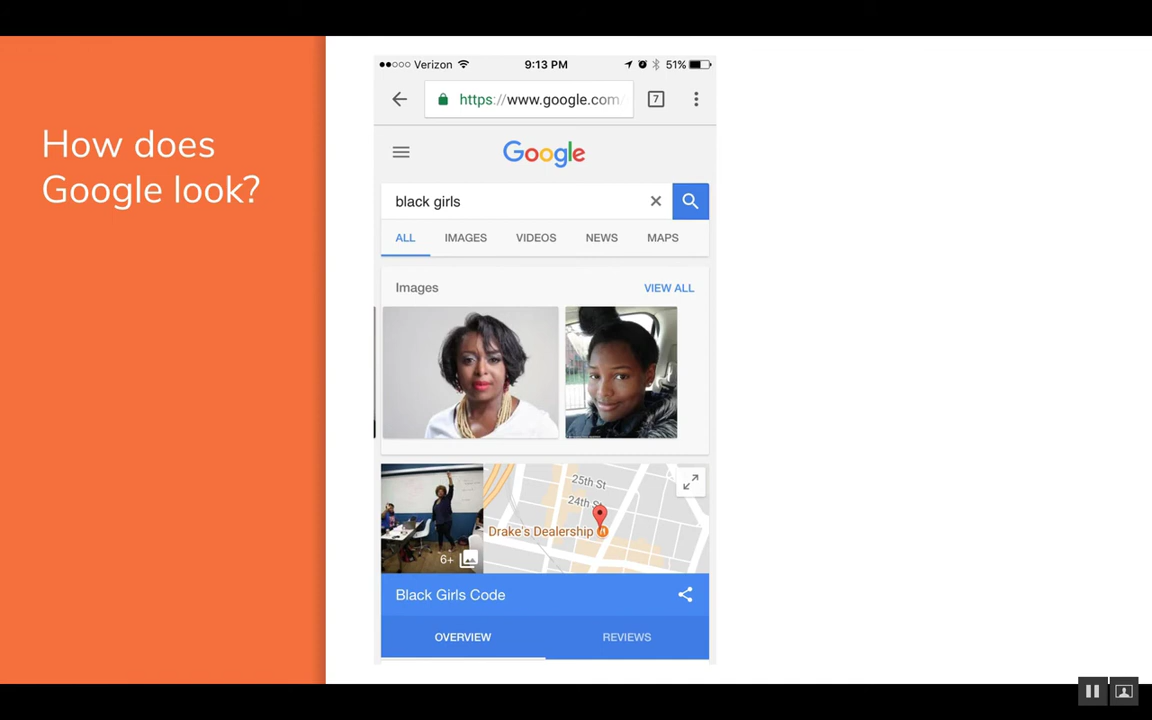 How does
Google look?
Verizon 9:13 PM 51%
https://www.google.com/ 7
Google
black girls
ALL IMAGES VIDEOS NEWS MAPS
Images VIEW ALL
25th St
24th St
Drake's Dealership
6+
Black Girls Code
OVERVIEW REVIEWS